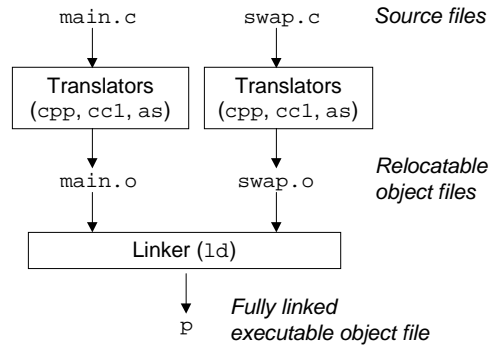 main.c swap.c Source files
Translators Translators
(cpp, cc1, as) (cpp, cc1, as)
Relocatable
main.o swap.o object files
Linker (ld)
Fully linked
p executable object file